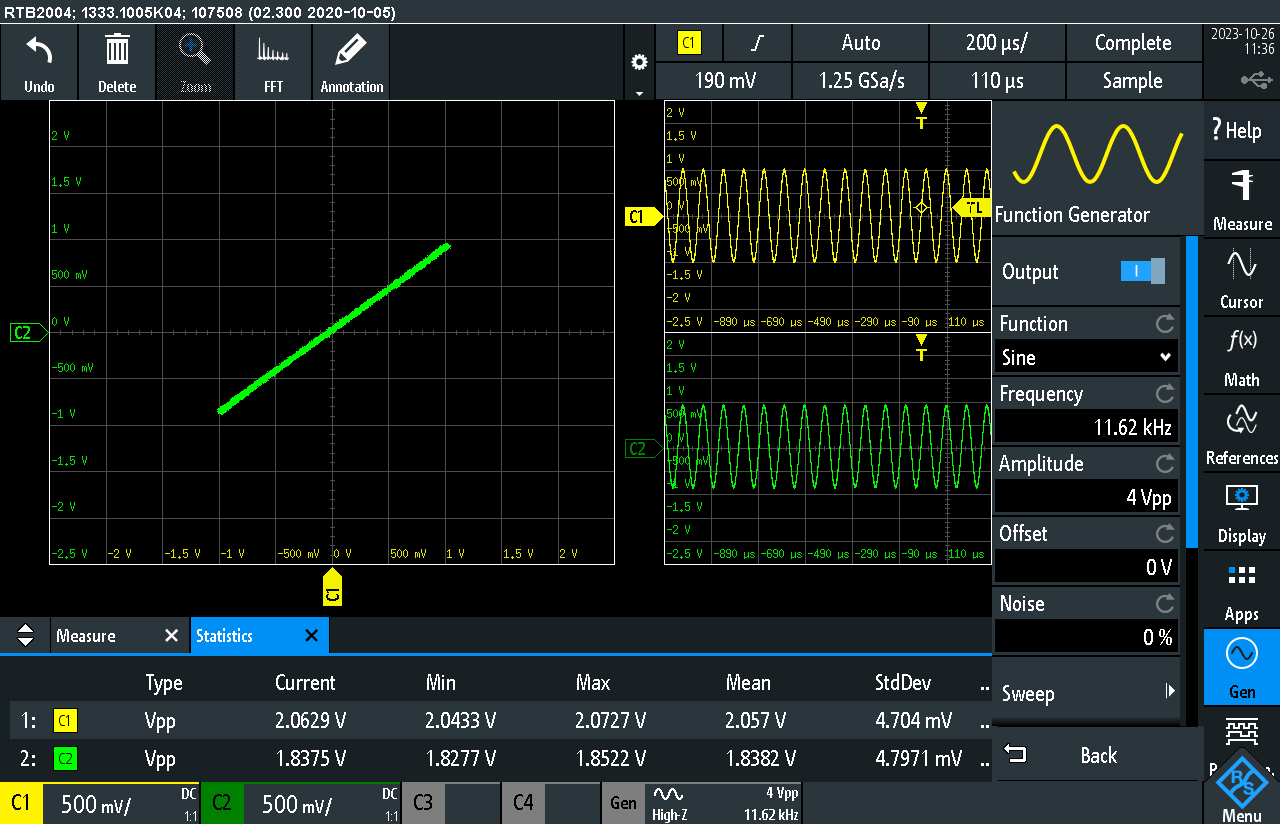 RTB2004; 1333.1005K04; 107508 (02.300 2020-10-05)
Undo
Delete
Zoom
FFT
Annotation
C1
Auto
200 µs/
Complete
190 mV
1.25 GSa/s
110 µs
Sample
2023-10-26
11:36
2 V
1.5 V
1 V
500 mV
0 V
-500 mV
-1 V
-1.5 V
-2 V
-2.5 V
-2 V
-1.5 V
-1 V
-500 mV
0 V
500 mV
1 V
1.5 V
2 V
C2
C1
2 V
1.5 V
1 V
500 mV
0 V
-500 mV
-1 V
-1.5 V
-2 V
-2.5 V
-890 µs
-690 µs
-490 µs
-290 µs
-90 µs
110 µs
T
C1
TL
2 V
1.5 V
1 V
500 mV
0 V
-500 mV
-1 V
-1.5 V
-2 V
-2.5 V
-890 µs
-690 µs
-490 µs
-290 µs
-90 µs
110 µs
T
C2
Function Generator
Output
I
Function
Sine
Frequency
11.62 kHz
Amplitude
4 Vpp
Offset
0 V
Noise
0 %
Sweep
Back
? Help
Measure
Cursor
f(x)
Math
References
Display
Apps
Gen
R&S
Menu
Measure
Statistics
Type Current Min Max Mean StdDev ..
1: C1 Vpp 2.0629 V 2.0433 V 2.0727 V 2.057 V 4.704 mV ..
2: C2 Vpp 1.8375 V 1.8277 V 1.8522 V 1.8382 V 4.7971 mV ..
C1
500 mV/
DC
1:1
C2
500 mV/
DC
1:1
C3
C4
Gen
High-Z
4 Vpp
11.62 kHz